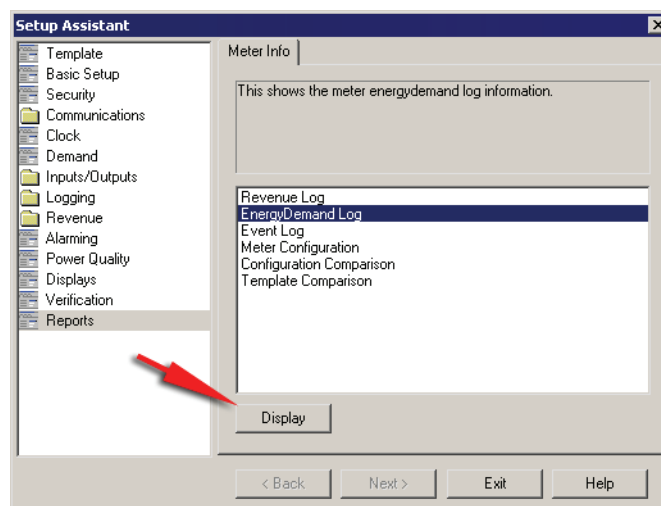 Setup Assistant
Template
Basic Setup
Security
Communications
Clock
Demand
Inputs/Outputs
Logging
Revenue
Alarming
Power Quality
Displays
Verification
Reports
Meter Info
This shows the meter energydemand log information.
Revenue Log
EnergyDemand Log
Event Log
Meter Configuration
Configuration Comparison
Template Comparison
Display
< Back
Next >
Exit
Help